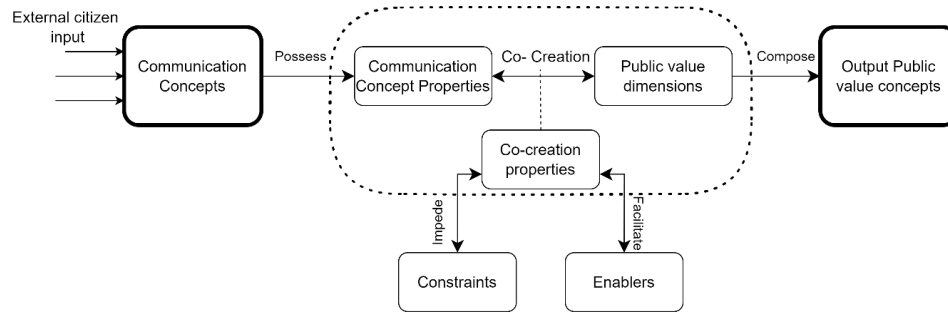 External citizen
input
Communication
Concepts
Possess
Communication
Concept Properties
Co- Creation
Public value
dimensions
Compose
Output Public
value concepts
Co-creation
properties
Impede
Facilitate
Constraints
Enablers